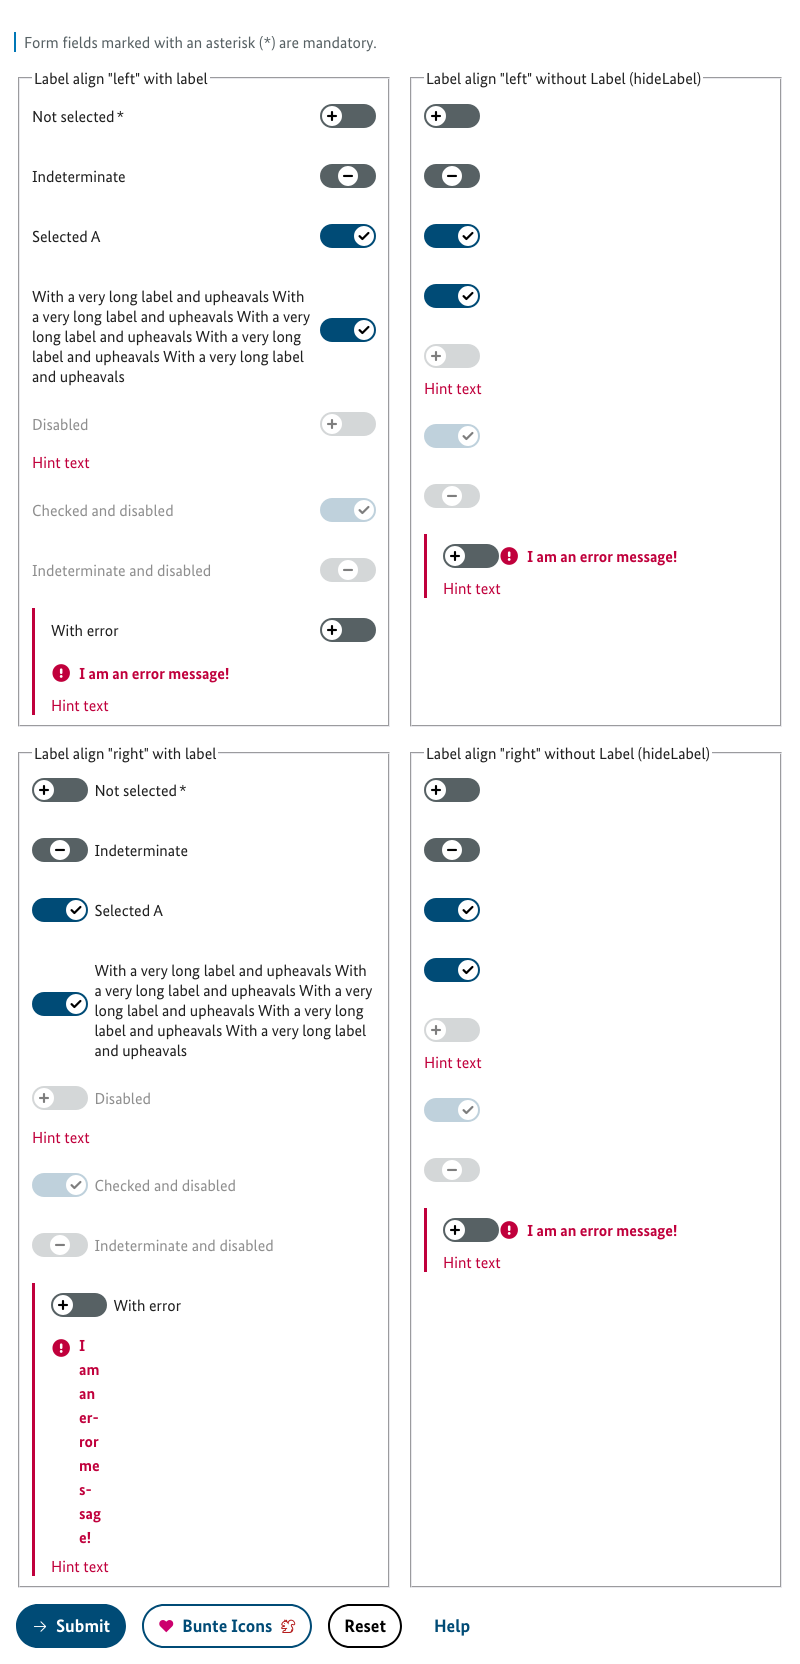 Form fields marked with an asterisk (*) are mandatory.
Label align "left" with label
Not selected *
Indeterminate
Selected A
With a very long label and upheavals With
a very long label and upheavals With a very
long label and upheavals With a very long
label and upheavals With a very long label
and upheavals
Disabled
Hint text
Checked and disabled
Indeterminate and disabled
With error
I am an error message!
Hint text
Label align "left" without Label (hideLabel)
Hint text
I am an error message!
Hint text
Label align "right" with label
Not selected *
Indeterminate
Selected A
With a very long label and upheavals With
a very long label and upheavals With a very
long label and upheavals With a very long
label and upheavals With a very long label
and upheavals
Disabled
Hint text
Checked and disabled
Indeterminate and disabled
With error
I
am
an
er-
ror
me
s-
sag
e!
Hint text
Label align "right" without Label (hideLabel)
Hint text
I am an error message!
Hint text
Submit
Bunte Icons
Reset
Help